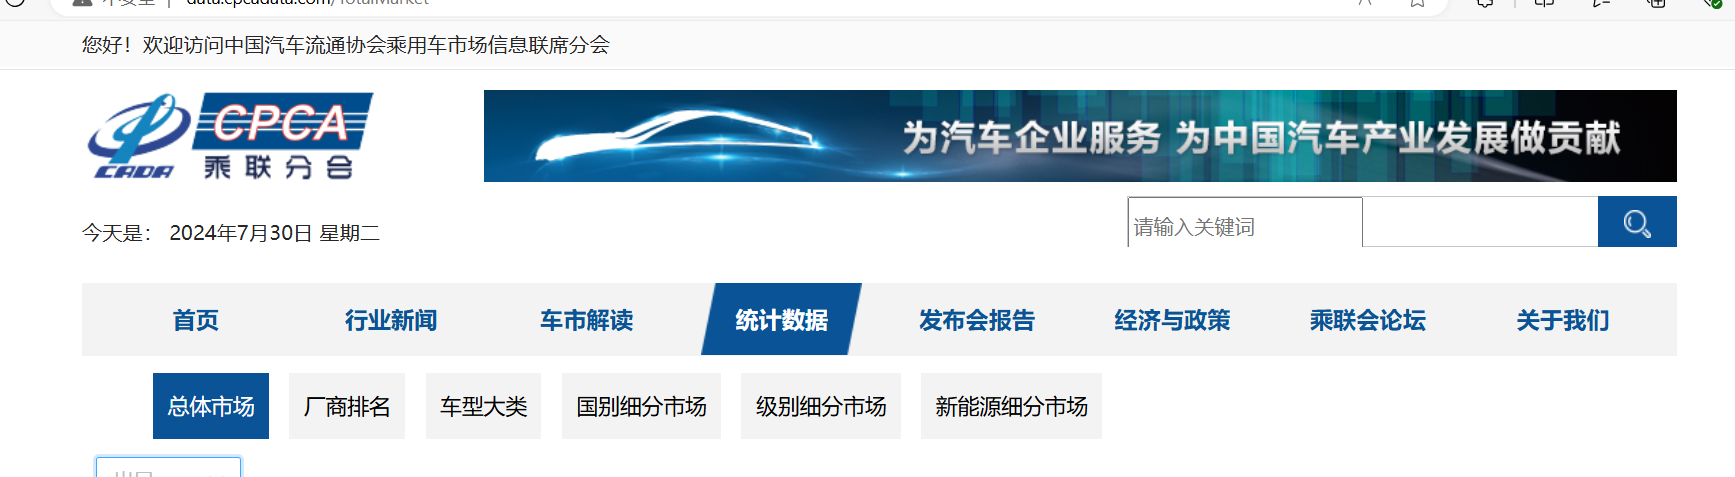 不安全 | data.cpcadata.com/TotalMarket
您好！欢迎访问中国汽车流通协会乘用车市场信息联席分会
CADA
CPCA
乘联分会
为汽车企业服务 为中国汽车产业发展做贡献
今天是： 2024年7月30日 星期二
请输入关键词
首页 行业新闻 车市解读 统计数据 发布会报告 经济与政策 乘联会论坛 关于我们
总体市场 厂商排名 车型大类 国别细分市场 级别细分市场 新能源细分市场